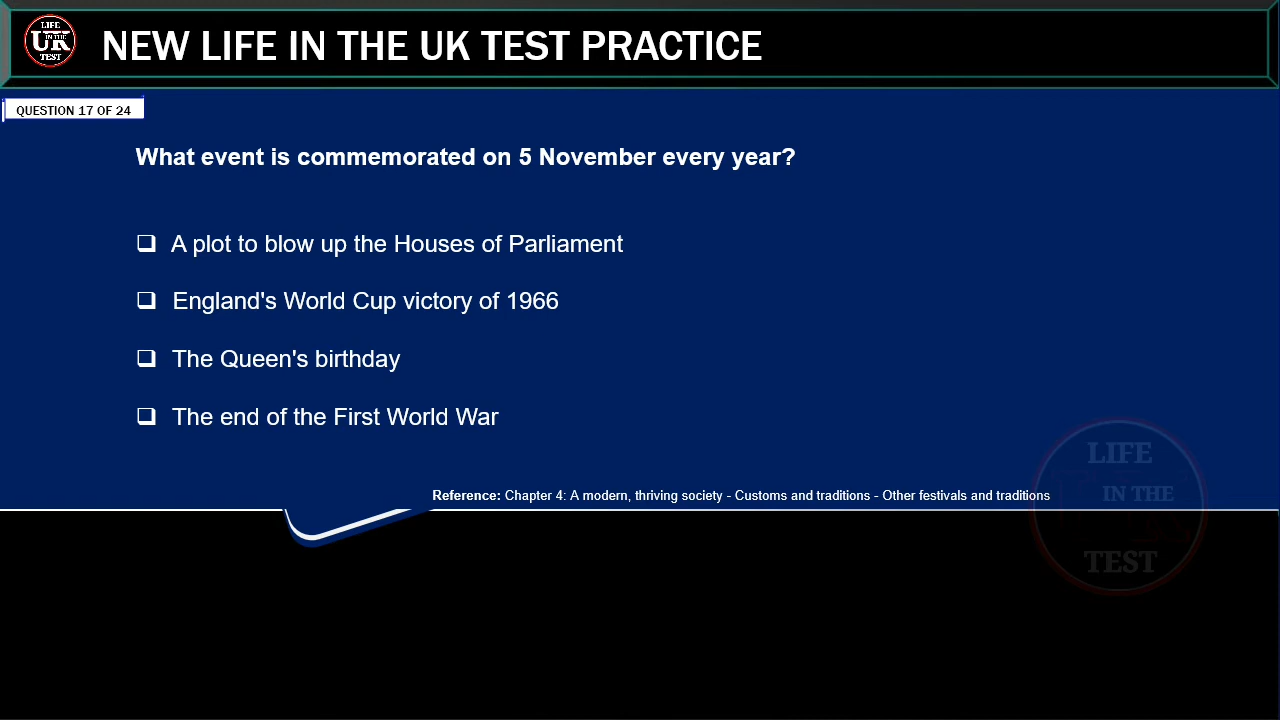 LIFE
IN THE
UK
TEST
NEW LIFE IN THE UK TEST PRACTICE
QUESTION 17 OF 24
What event is commemorated on 5 November every year?
❑ A plot to blow up the Houses of Parliament
❑ England's World Cup victory of 1966
❑ The Queen's birthday
❑ The end of the First World War
Reference: Chapter 4: A modern, thriving society - Customs and traditions - Other festivals and traditions
LIFE
IN THE
TEST